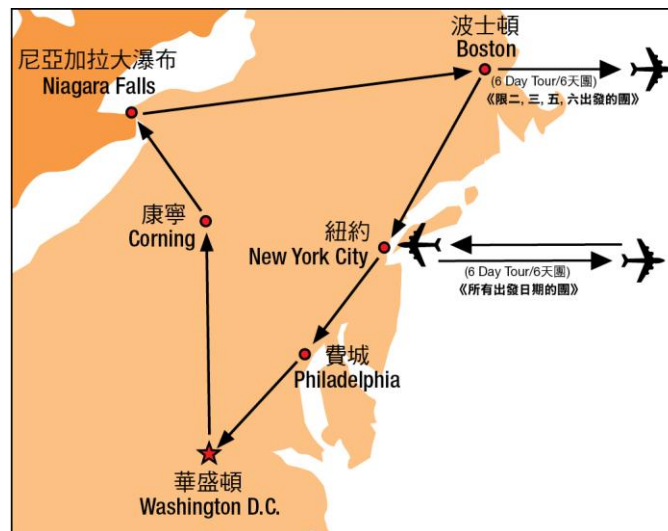 尼亞加拉大瀑布
Niagara Falls
波士頓
Boston
(6 Day Tour/6天團)
《限二, 三, 五, 六出發的團》
康寧
Corning
紐約
New York City
(6 Day Tour/6天團)
《所有出發日期的團》
費城
Philadelphia
華盛頓
Washington D.C.